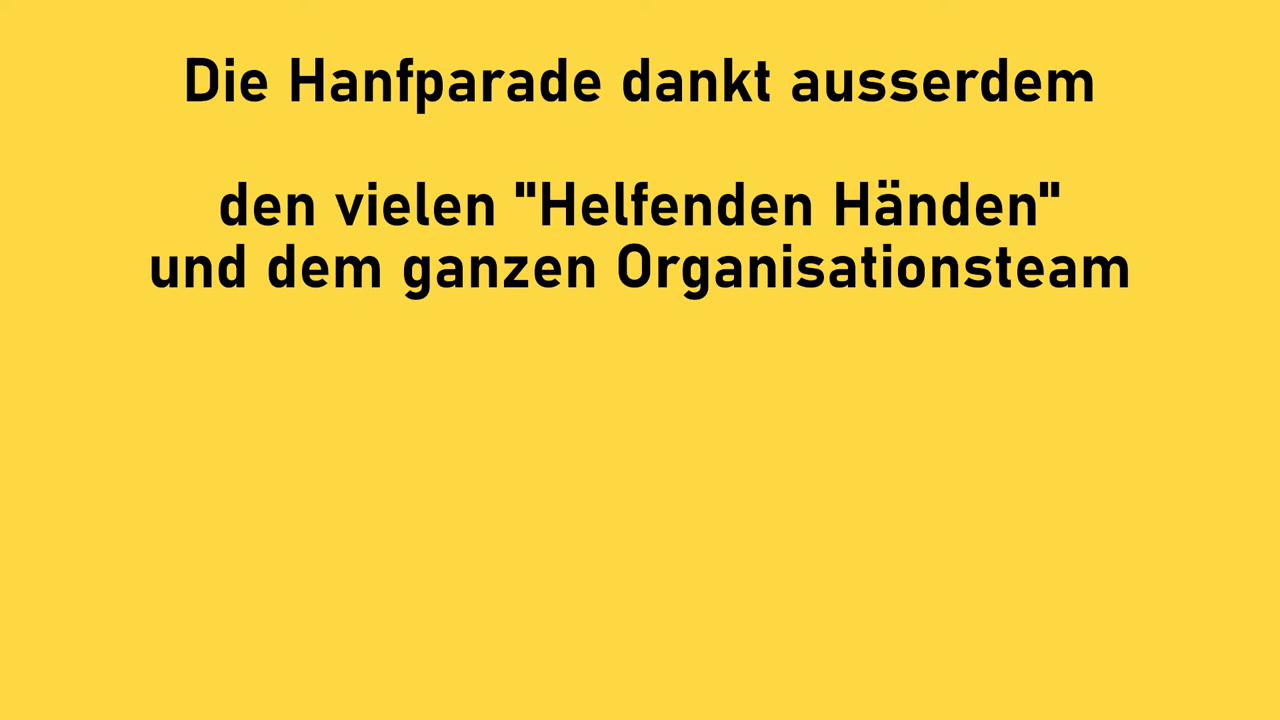 Die Hanfparade dankt ausserdem
den vielen "Helfenden Händen"
und dem ganzen Organisationsteam